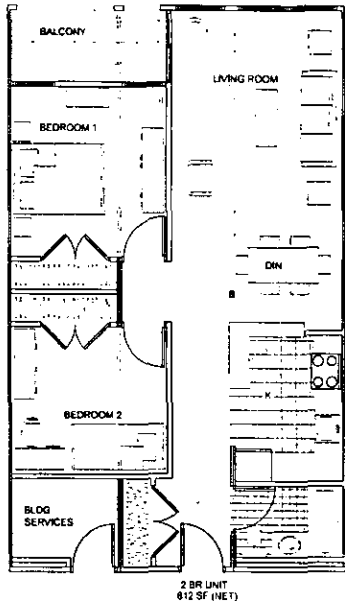 BALCONY
LIVING ROOM
BEDROOM 1
DIN
K
BEDROOM 2
BLDG
SERVICES
2 BR UNIT
812 SF (NET)